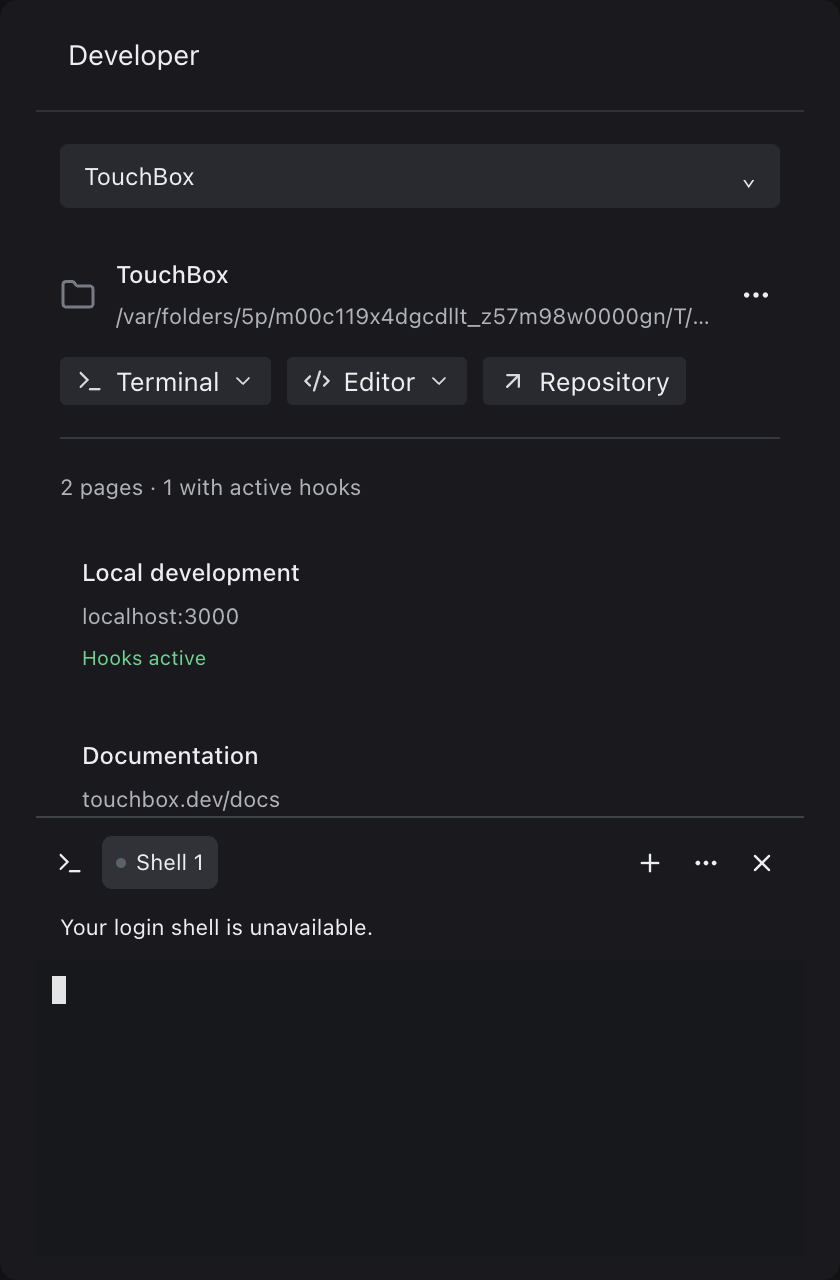 Developer
TouchBox
TouchBox
/var/folders/5p/m00c119x4dgcdllt_z57m98w0000gn/T/...
Terminal
Editor
Repository
2 pages · 1 with active hooks
Local development
localhost:3000
Hooks active
Documentation
touchbox.dev/docs
Shell 1
Your login shell is unavailable.